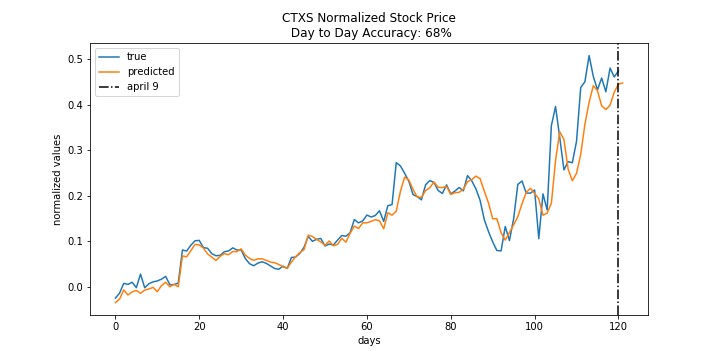 CTXS Normalized Stock Price
Day to Day Accuracy: 68%
true
predicted
april 9
normalized values
0.5
0.4
0.3
0.2
0.1
0.0
0 20 40 60 80 100 120
days